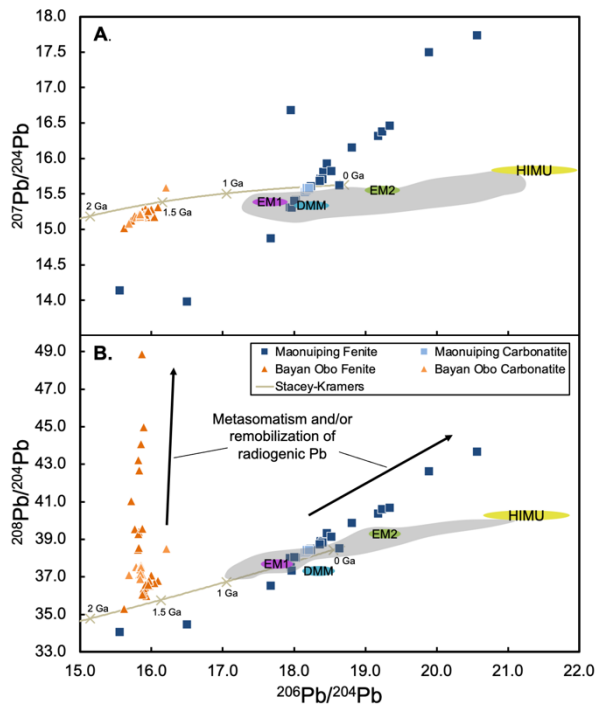 A.
18.0
17.5
17.0
16.5
16.0
15.5
15.0
14.5
14.0
207Pb/204Pb
2 Ga
1.5 Ga
1 Ga
0 Ga
EM1
DMM
EM2
HIMU
B.
49.0
47.0
45.0
43.0
41.0
39.0
37.0
35.0
33.0
208Pb/204Pb
Maonuiping Fenite
Maonuiping Carbonatite
Bayan Obo Fenite
Bayan Obo Carbonatite
Stacey-Kramers
Metasomatism and/or
remobilization of
radiogenic Pb
2 Ga
1.5 Ga
1 Ga
0 Ga
EM1
DMM
EM2
HIMU
15.0 16.0 17.0 18.0 19.0 20.0 21.0 22.0
206Pb/204Pb